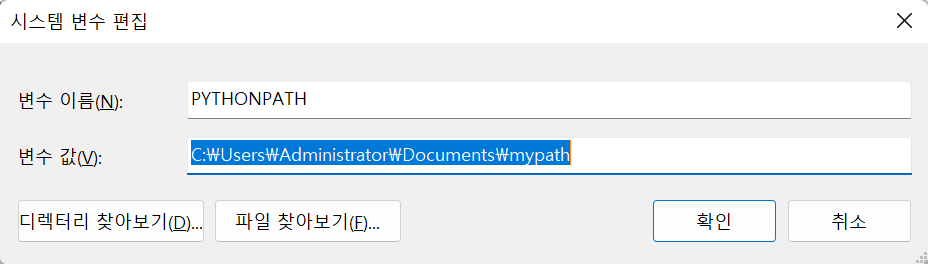 시스템 변수 편집
변수 이름(N): PYTHONPATH
변수 값(V): C:₩Users₩Administrator₩Documents₩mypath
디렉터리 찾아보기(D)... 파일 찾아보기(F)... 확인 취소